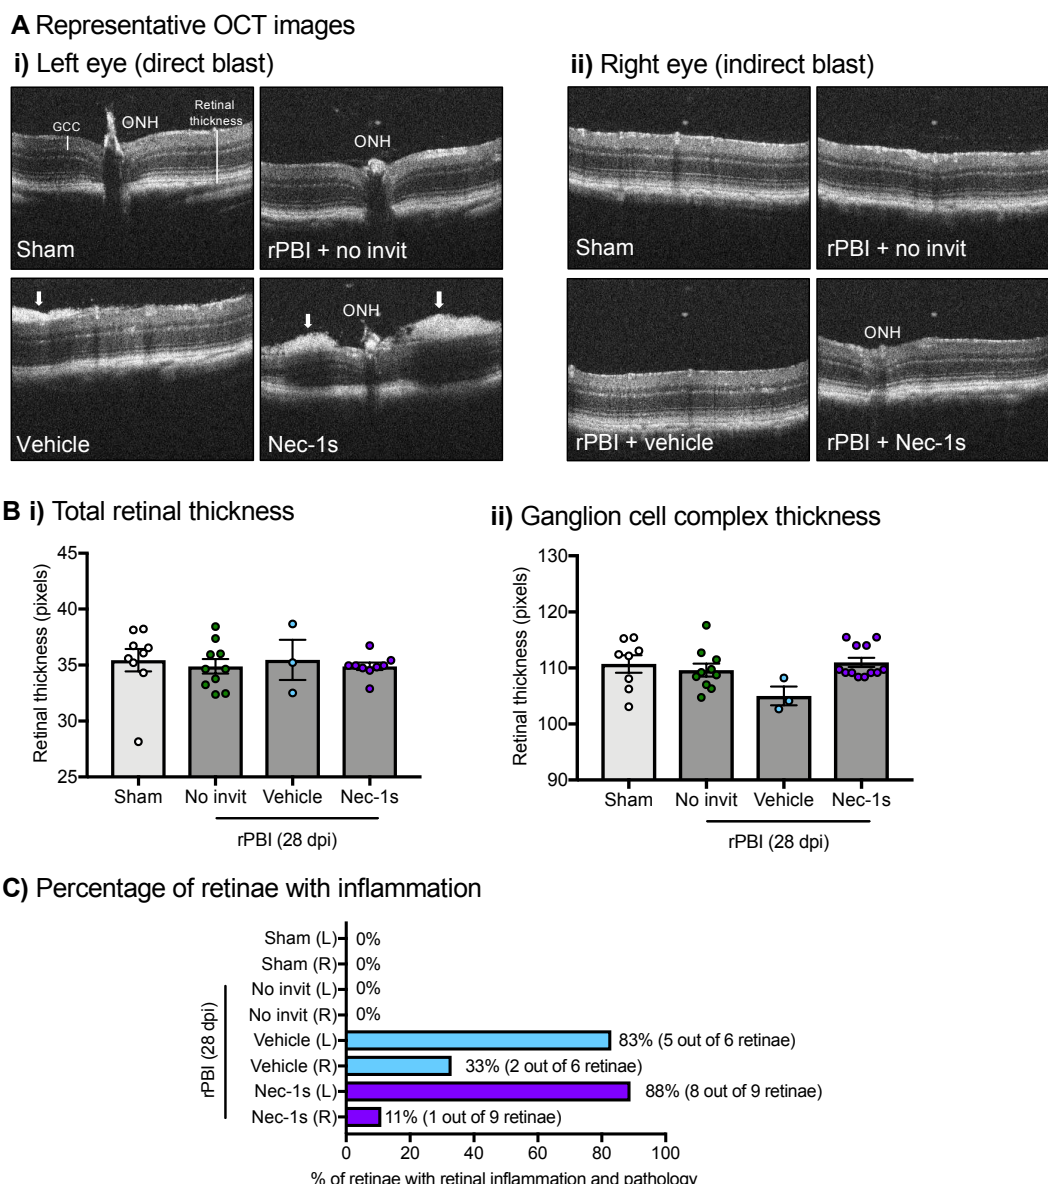 A Representative OCT images
i) Left eye (direct blast)
ii) Right eye (indirect blast)
GCC
ONH
Retinal
thickness
Sham
ONH
rPBI + no invit
Sham
rPBI + no invit
Vehicle
ONH
Nec-1s
rPBI + vehicle
ONH
rPBI + Nec-1s
B i) Total retinal thickness
Retinal thickness (pixels)
45
40
35
30
25
Sham No invit Vehicle Nec-1s
rPBI (28 dpi)
ii) Ganglion cell complex thickness
Retinal thickness (pixels)
130
120
110
100
90
Sham No invit Vehicle Nec-1s
rPBI (28 dpi)
C) Percentage of retinae with inflammation
rPBI (28 dpi)
Sham (L) 0%
Sham (R) 0%
No invit (L) 0%
No invit (R) 0%
Vehicle (L) 83% (5 out of 6 retinae)
Vehicle (R) 33% (2 out of 6 retinae)
Nec-1s (L) 88% (8 out of 9 retinae)
Nec-1s (R) 11% (1 out of 9 retinae)
0 20 40 60 80 100
% of retinae with retinal inflammation and pathology